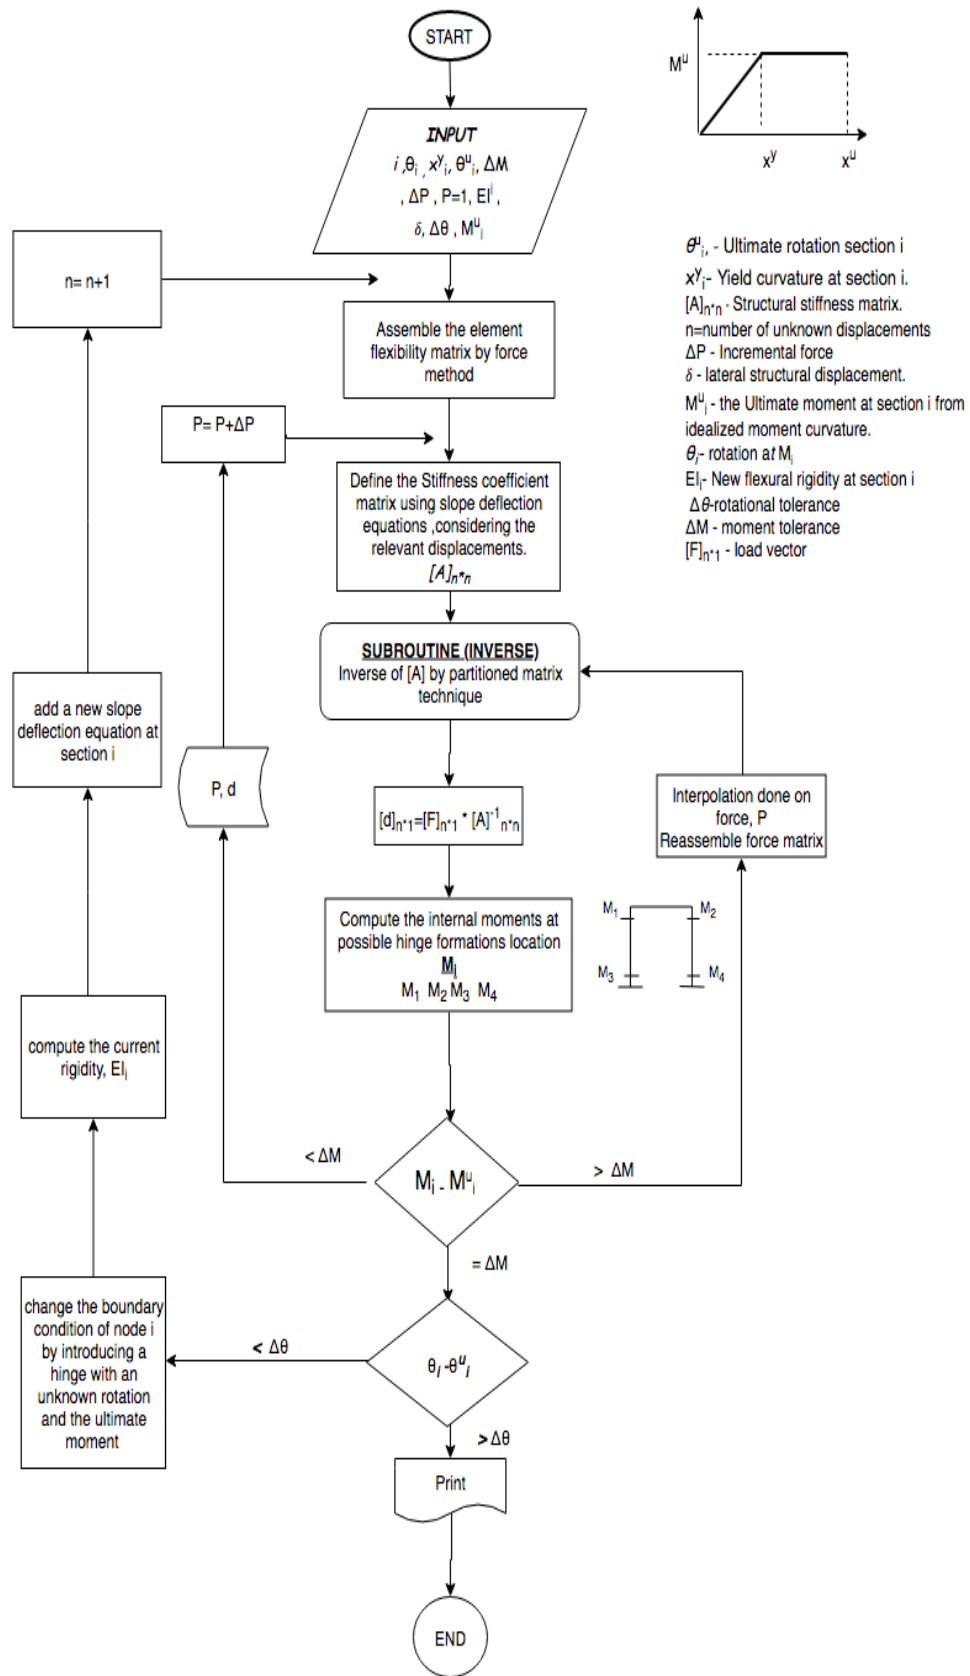 START
INPUT
i ,θᵢ , xʸᵢ, θᵘᵢ, ΔM
, ΔP , P=1, EIⁱ ,
δ, Δθ , Mᵘᵢ
Mᵘ
xʸ xᵘ
θᵘᵢ, - Ultimate rotation section i
xʸᵢ- Yield curvature at section i.
[A]ₙ*ₙ - Structural stiffness matrix.
n=number of unknown displacements
ΔP - Incremental force
δ - lateral structural displacement.
Mᵘᵢ - the Ultimate moment at section i from
idealized moment curvature.
θᵢ- rotation at Mᵢ
EIᵢ- New flexural rigidity at section i
Δθ-rotational tolerance
ΔM - moment tolerance
[F]ₙ*₁ - load vector
n= n+1
Assemble the element
flexibility matrix by force
method
P= P+ΔP
Define the Stiffness coefficient
matrix using slope deflection
equations ,considering the
relevant displacements.
[A]ₙ*ₙ
SUBROUTINE (INVERSE)
Inverse of [A] by partitioned matrix
technique
add a new slope
deflection equation at
section i
P, d
[d]ₙ*₁=[F]ₙ*₁ * [A]⁻¹ₙ*ₙ
Interpolation done on
force, P
Reassemble force matrix
Compute the internal moments at
possible hinge formations location
Mᵢ
M₁ M₂ M₃ M₄
M₁ M₂
M₃ M₄
compute the current
rigidity, EIᵢ
< ΔM
Mᵢ - Mᵘᵢ
> ΔM
= ΔM
change the boundary
condition of node i
by introducing a
hinge with an
unknown rotation
and the ultimate
moment
< Δθ
θᵢ -θᵘᵢ
> Δθ
Print
END